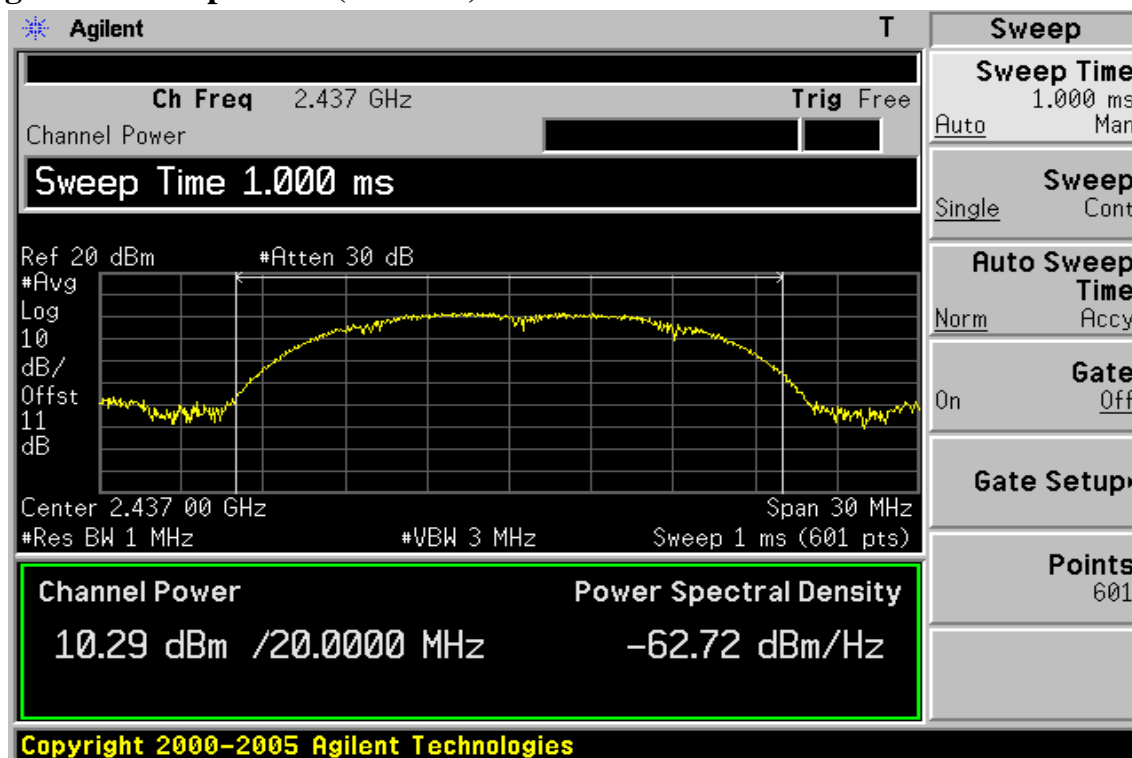 Agilent T
Ch Freq 2.437 GHz Trig Free
Channel Power
Sweep Time 1.000 ms
Ref 20 dBm #Atten 30 dB
#Avg
Log
10
dB/
Offst
11
dB
Center 2.437 00 GHz Span 30 MHz
#Res BW 1 MHz #VBW 3 MHz Sweep 1 ms (601 pts)
Channel Power Power Spectral Density
10.29 dBm /20.0000 MHz -62.72 dBm/Hz
Copyright 2000-2005 Agilent Technologies
Sweep
Sweep Time
1.000 ms
Auto Man
Sweep
Single Cont
Auto Sweep
Time
Norm Accy
Gate
On Off
Gate Setup
Points
601